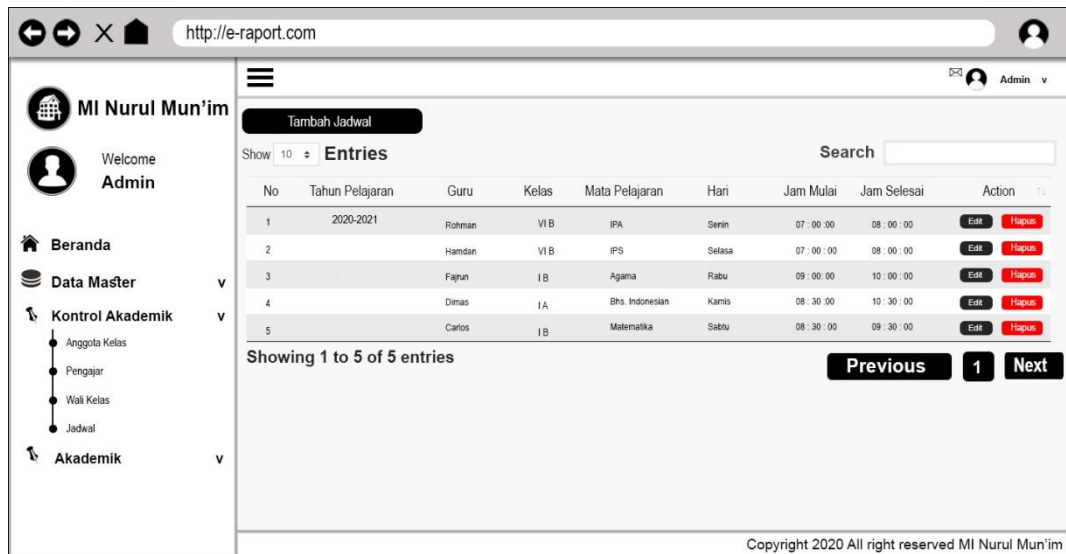 http://e-raport.com
MI Nurul Mun'im
Welcome
Admin
Beranda
Data Master v
Kontrol Akademik v
Anggota Kelas
Pengajar
Wali Kelas
Jadwal
Akademik v
Admin v
Tambah Jadwal
Show 10 Entries Search
No Tahun Pelajaran Guru Kelas Mata Pelajaran Hari Jam Mulai Jam Selesai Action
1 2020-2021 Rohman VI B IPA Senin 07 : 00 :00 08 : 00 : 00 Edit Hapus
2 Hamdan VI B IPS Selasa 07 : 00 : 00 08 : 00 : 00 Edit Hapus
3 Fajrun I B Agama Rabu 09 : 00: 00 10 : 00 : 00 Edit Hapus
4 Dimas I A Bhs. Indonesian Kamis 08 : 30 :00 10 : 30 : 00 Edit Hapus
5 Carlos I B Matematika Sabtu 08 : 30 : 00 09 : 30 : 00 Edit Hapus
Showing 1 to 5 of 5 entries
Previous 1 Next
Copyright 2020 All right reserved MI Nurul Mun'im